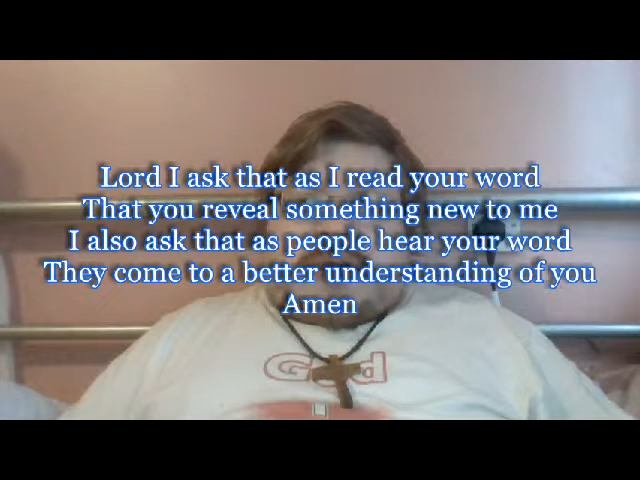 Lord I ask that as I read your word
That you reveal something new to me
I also ask that as people hear your word
They come to a better understanding of you
Amen
God